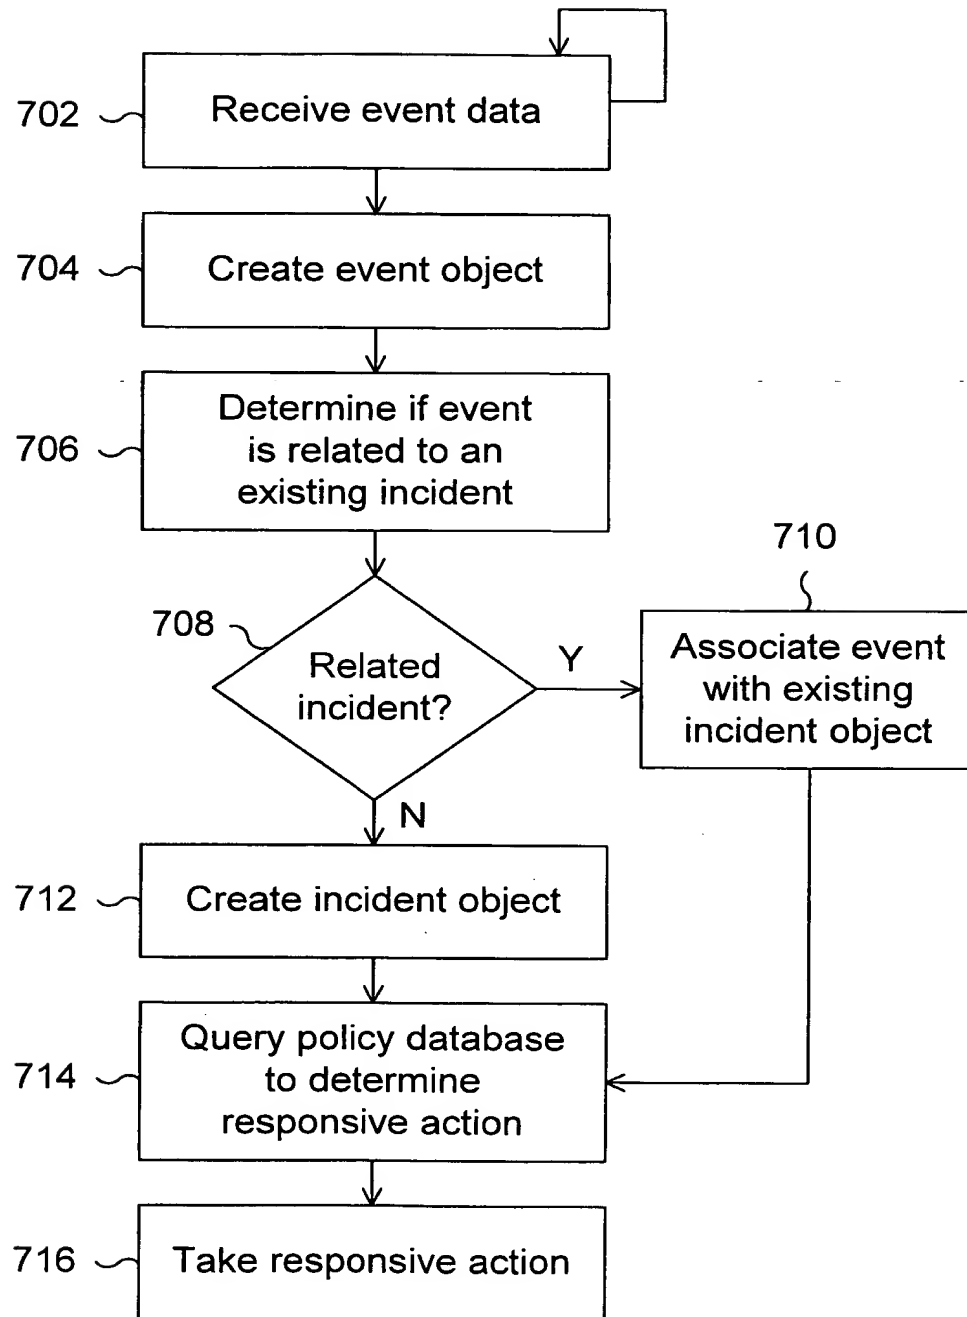 702
Receive event data
704
Create event object
706
Determine if event
is related to an
existing incident
708
Related
incident?
Y
N
710
Associate event
with existing
incident object
712
Create incident object
714
Query policy database
to determine
responsive action
716
Take responsive action